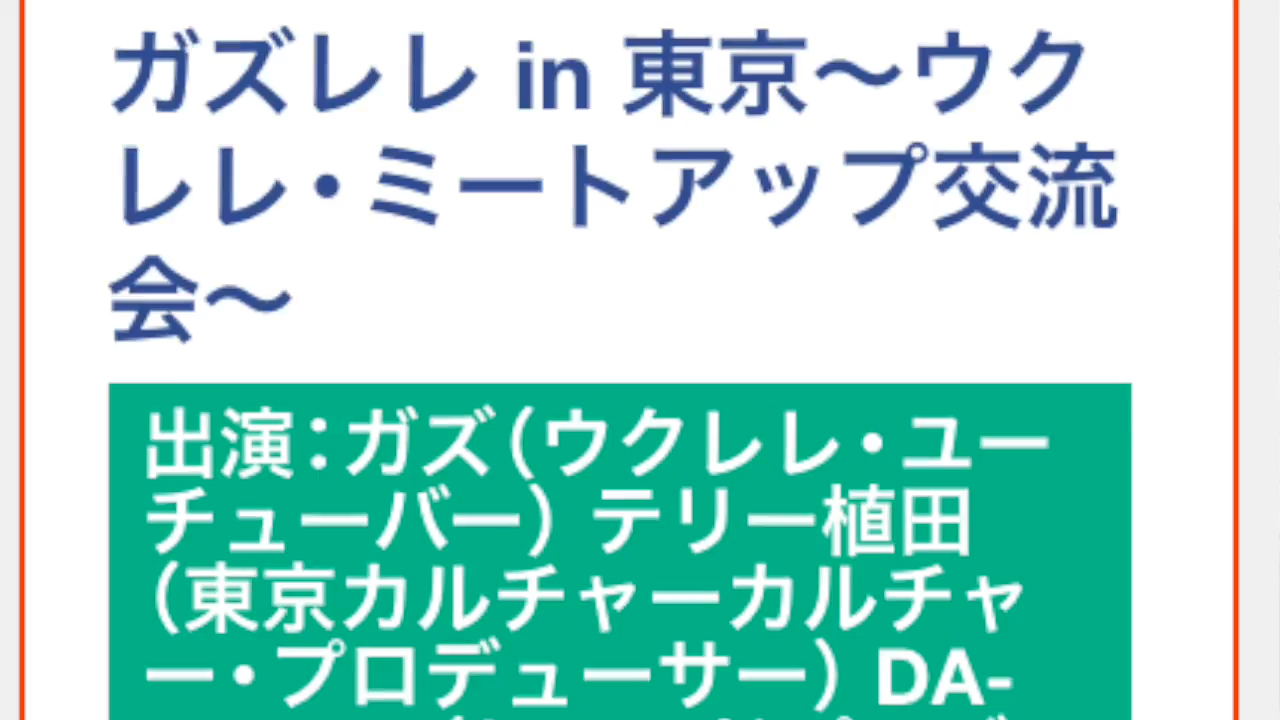 ガズレレ in 東京〜ウク
レレ・ミートアップ交流
会〜
出演：ガズ（ウクレレ・ユー
チューバー） テリー植田
（東京カルチャーカルチャ
ー・プロデューサー） DA-